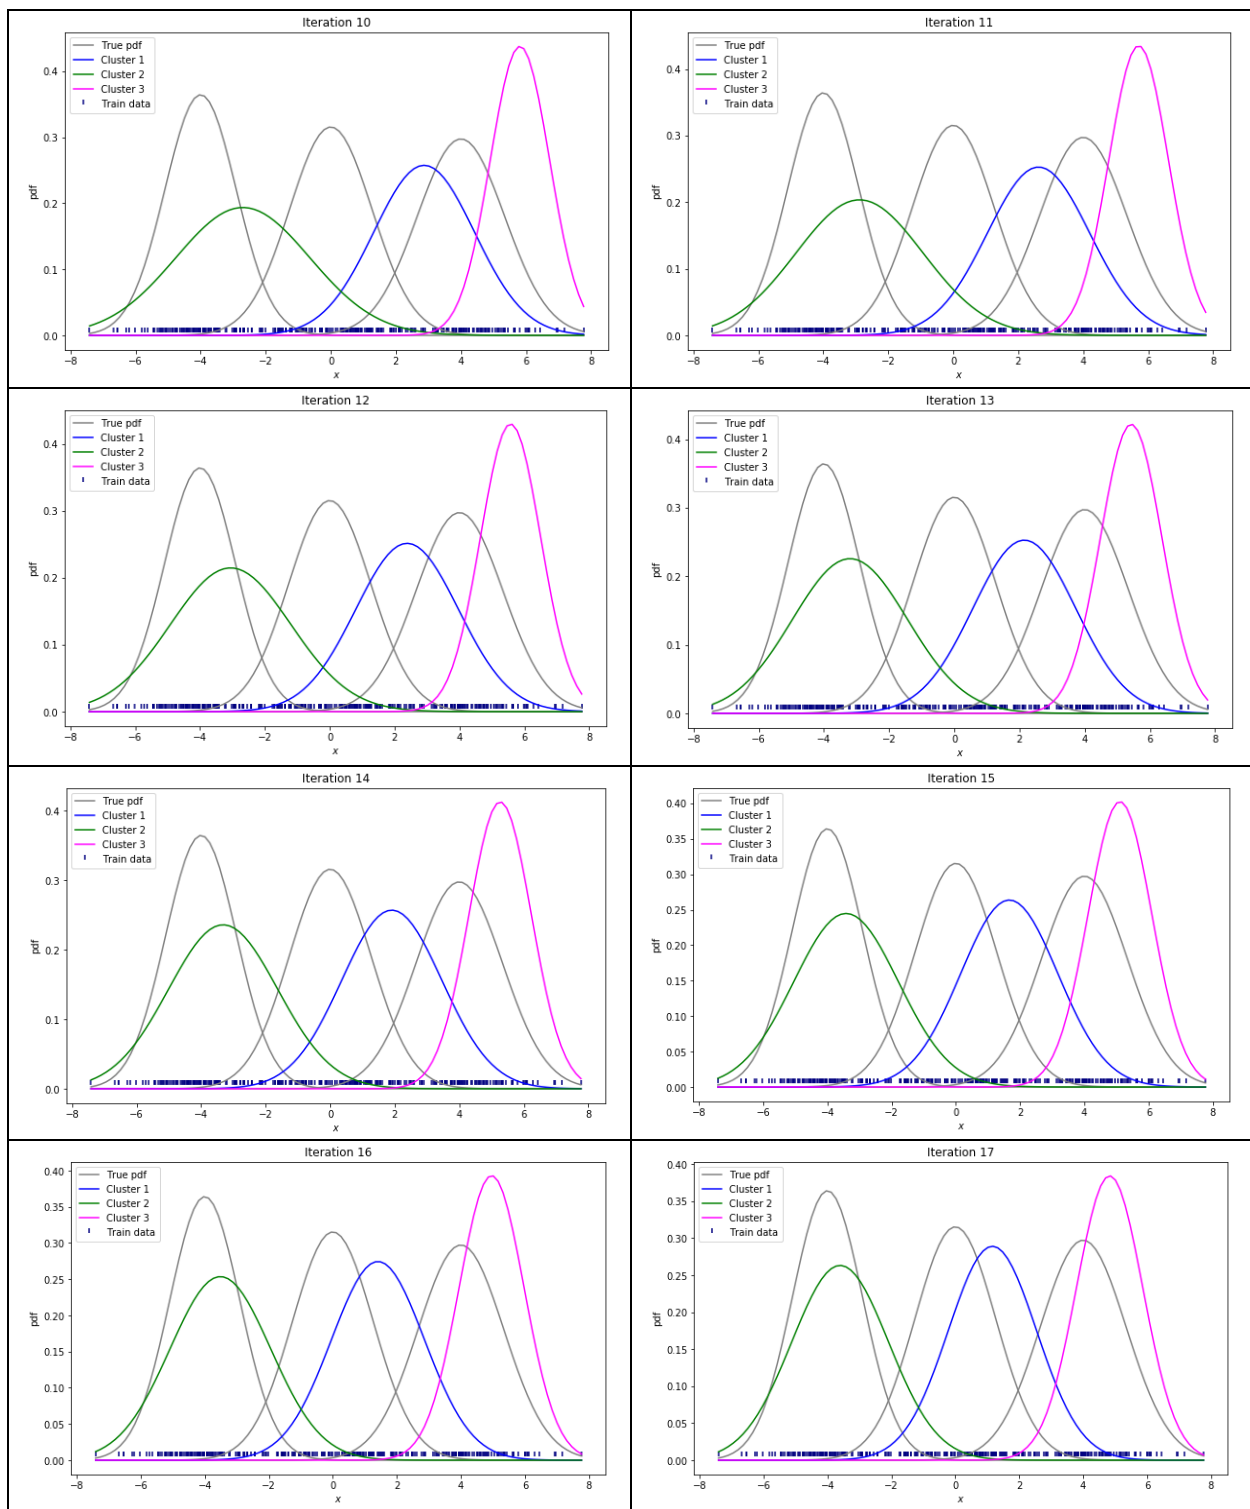 Iteration 10
True pdf
Cluster 1
Cluster 2
Cluster 3
Train data
pdf
0.4
0.3
0.2
0.1
0.0
−8 −6 −4 −2 0 2 4 6 8
x
Iteration 11
True pdf
Cluster 1
Cluster 2
Cluster 3
Train data
pdf
0.4
0.3
0.2
0.1
0.0
−8 −6 −4 −2 0 2 4 6 8
x
Iteration 12
True pdf
Cluster 1
Cluster 2
Cluster 3
Train data
pdf
0.4
0.3
0.2
0.1
0.0
−8 −6 −4 −2 0 2 4 6 8
x
Iteration 13
True pdf
Cluster 1
Cluster 2
Cluster 3
Train data
pdf
0.4
0.3
0.2
0.1
0.0
−8 −6 −4 −2 0 2 4 6 8
x
Iteration 14
True pdf
Cluster 1
Cluster 2
Cluster 3
Train data
pdf
0.4
0.3
0.2
0.1
0.0
−8 −6 −4 −2 0 2 4 6 8
x
Iteration 15
True pdf
Cluster 1
Cluster 2
Cluster 3
Train data
pdf
0.40
0.35
0.30
0.25
0.20
0.15
0.10
0.05
0.00
−8 −6 −4 −2 0 2 4 6 8
x
Iteration 16
True pdf
Cluster 1
Cluster 2
Cluster 3
Train data
pdf
0.40
0.35
0.30
0.25
0.20
0.15
0.10
0.05
0.00
−8 −6 −4 −2 0 2 4 6 8
x
Iteration 17
True pdf
Cluster 1
Cluster 2
Cluster 3
Train data
pdf
0.40
0.35
0.30
0.25
0.20
0.15
0.10
0.05
0.00
−8 −6 −4 −2 0 2 4 6 8
x